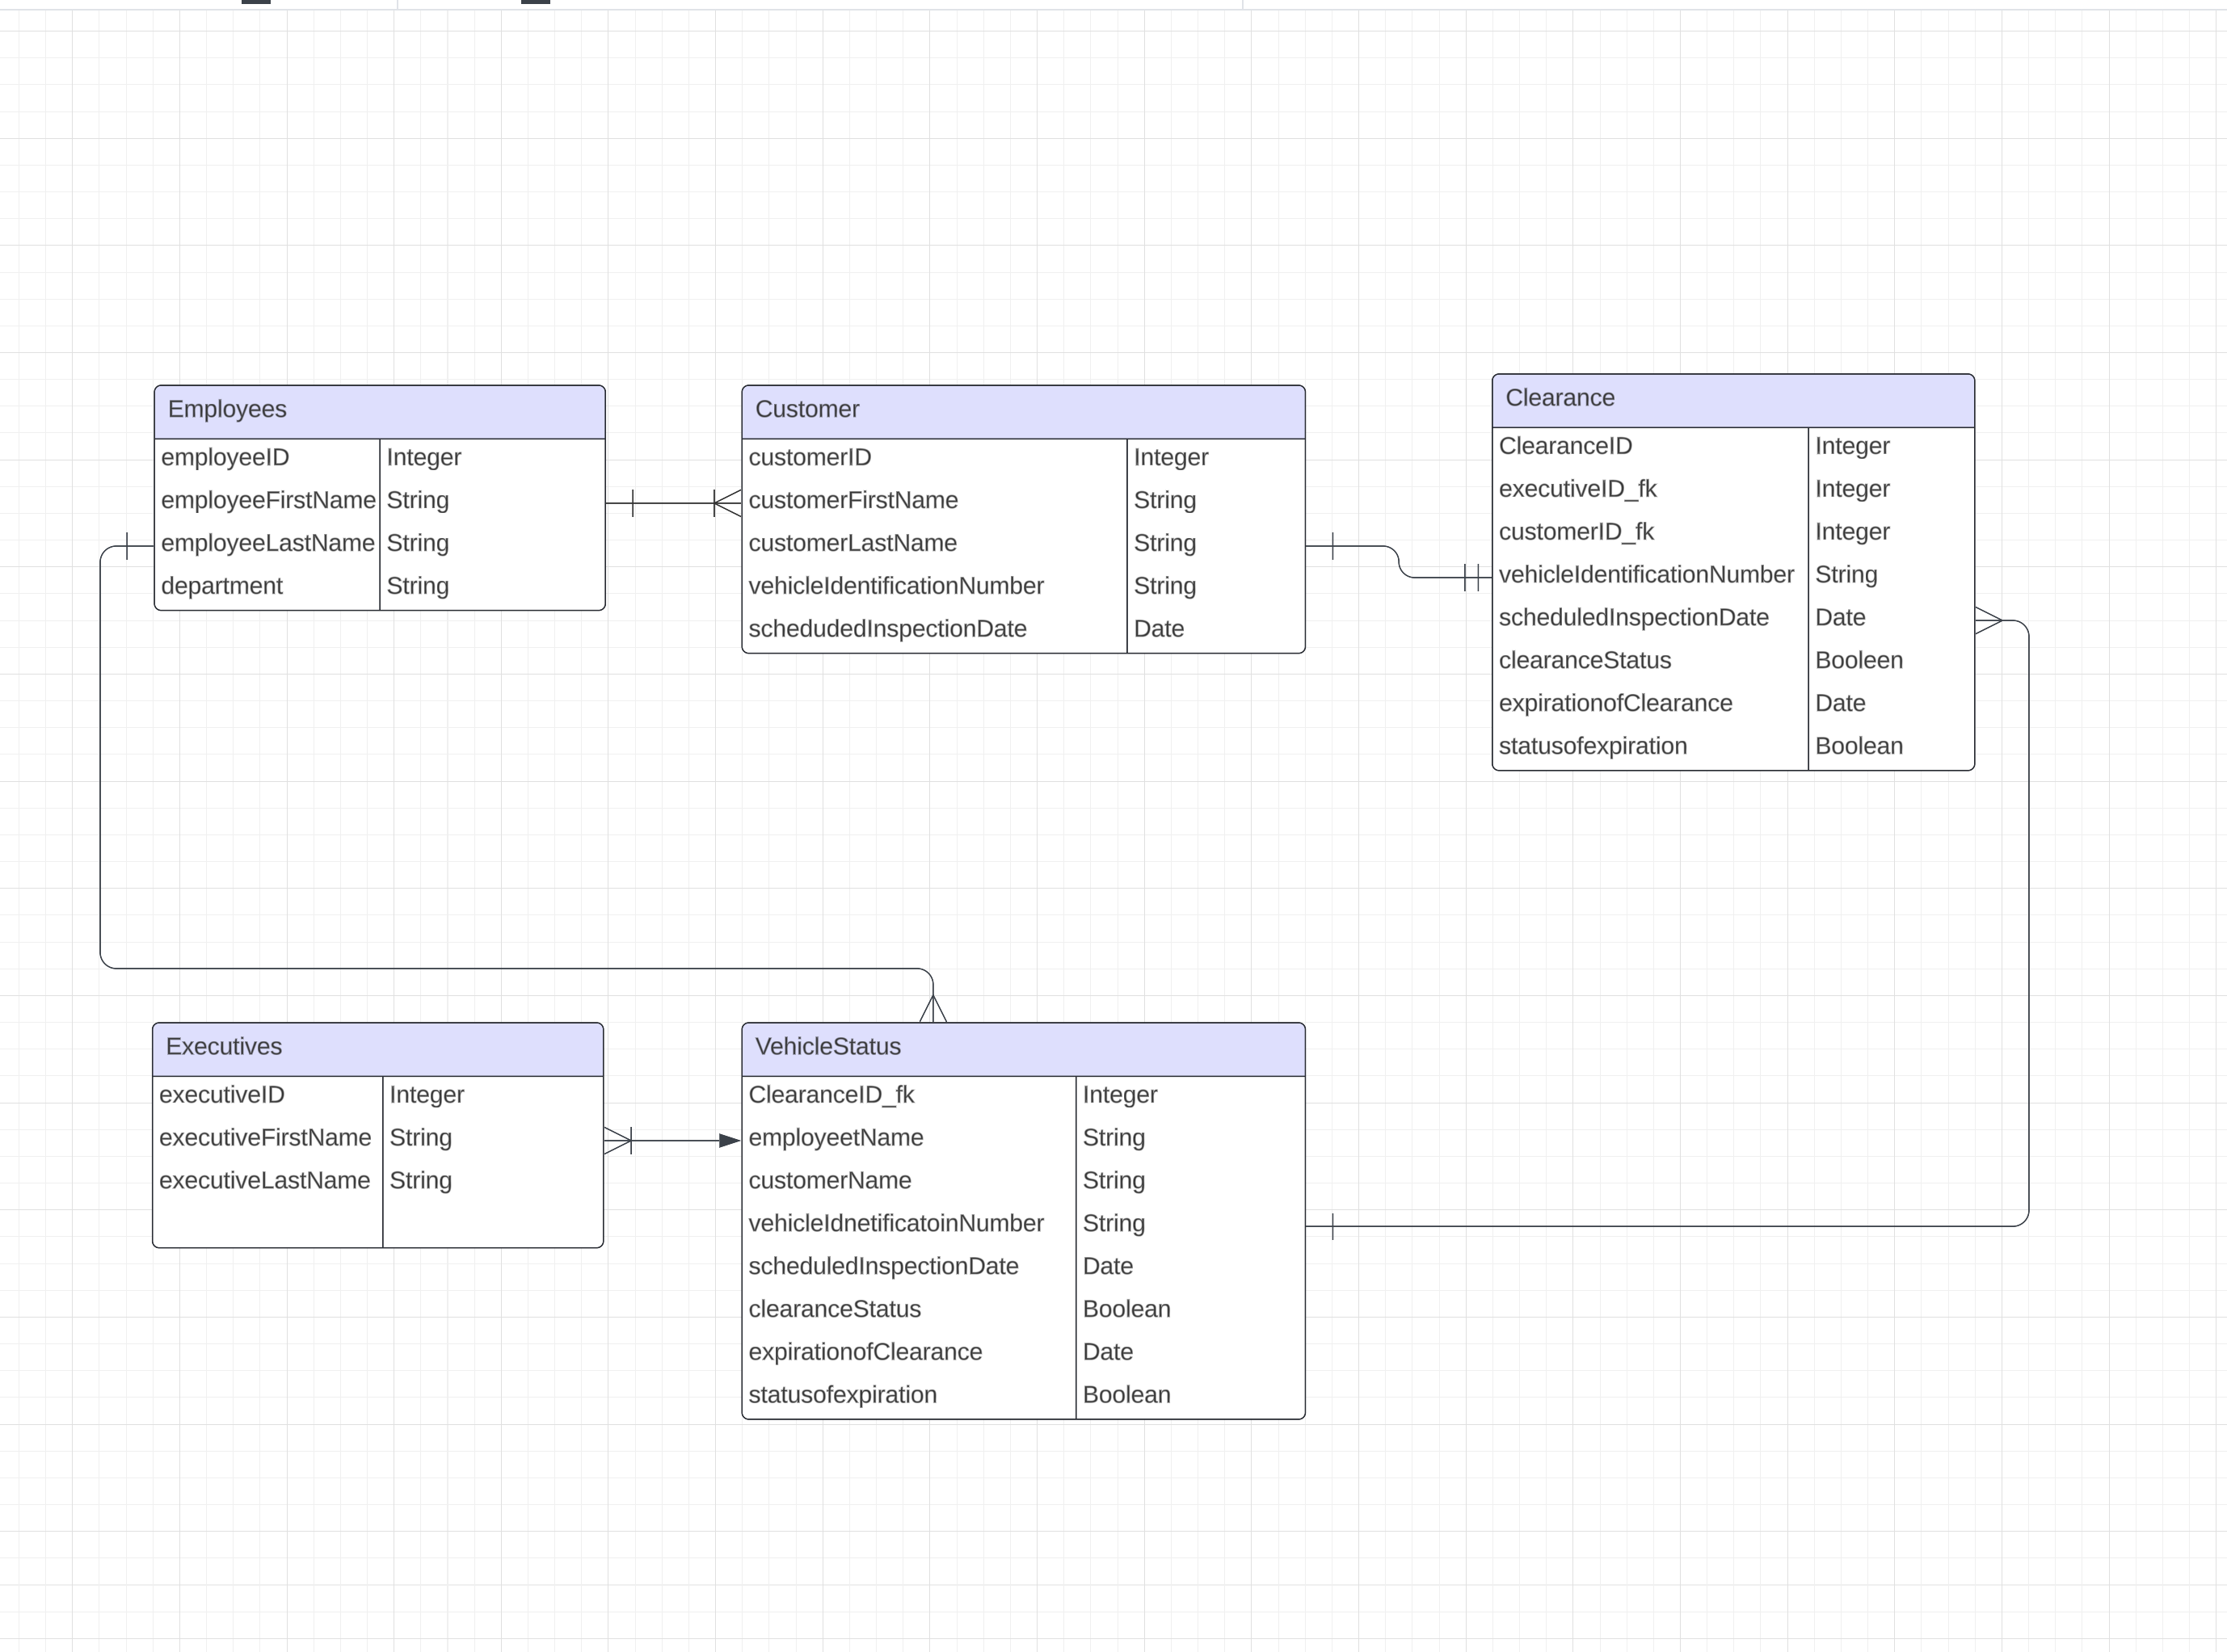 Employees
employeeID Integer
employeeFirstName String
employeeLastName String
department String
Customer
customerID Integer
customerFirstName String
customerLastName String
vehicleIdentificationNumber String
schedudedInspectionDate Date
Clearance
ClearanceID Integer
executiveID_fk Integer
customerID_fk Integer
vehicleIdentificationNumber String
scheduledInspectionDate Date
clearanceStatus Booleen
expirationofClearance Date
statusofexpiration Boolean
Executives
executiveID Integer
executiveFirstName String
executiveLastName String
VehicleStatus
ClearanceID_fk Integer
employeetName String
customerName String
vehicleIdnetificatoinNumber String
scheduledInspectionDate Date
clearanceStatus Boolean
expirationofClearance Date
statusofexpiration Boolean